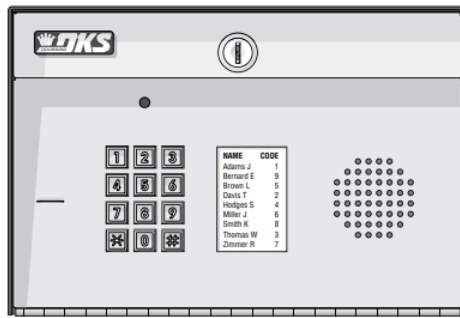 DKS
1 2 3
4 5 6
7 8 9
* 0 #
NAME CODE
Adams J 1
Bernard E 9
Brown L 5
Davis T 2
Hodges S 4
Miller J 6
Smith K 8
Thomas W 3
Zimmer R 7